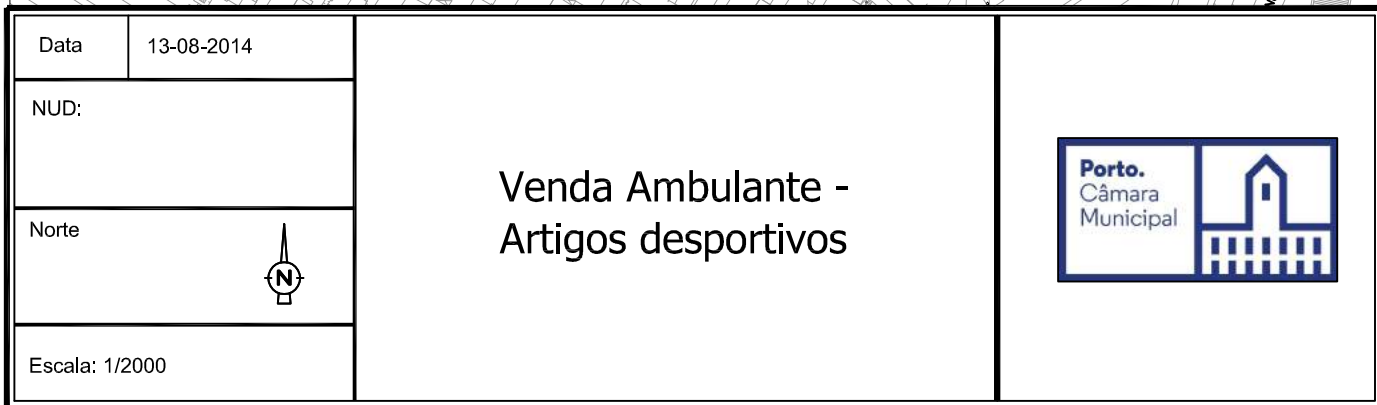 Data 13-08-2014
NUD:
Norte
N
Escala: 1/2000
Venda Ambulante -
Artigos desportivos
Porto.
Câmara
Municipal